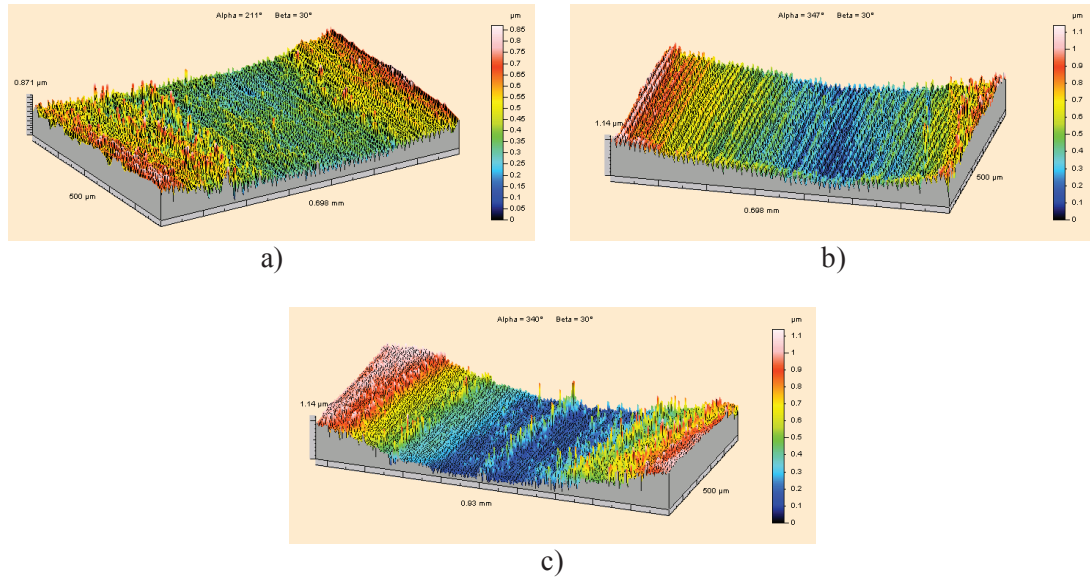 Alpha = 211° Beta = 30°
µm
0.85
0.8
0.75
0.7
0.65
0.6
0.55
0.5
0.45
0.4
0.35
0.3
0.25
0.2
0.15
0.1
0.05
0
0.871 µm
500 µm
0.698 mm
a)
Alpha = 347° Beta = 30°
µm
1.1
1
0.9
0.8
0.7
0.6
0.5
0.4
0.3
0.2
0.1
0
1.14 µm
0.698 mm
500 µm
b)
Alpha = 340° Beta = 30°
µm
1.1
1
0.9
0.8
0.7
0.6
0.5
0.4
0.3
0.2
0.1
0
1.14 µm
0.93 mm
500 µm
c)